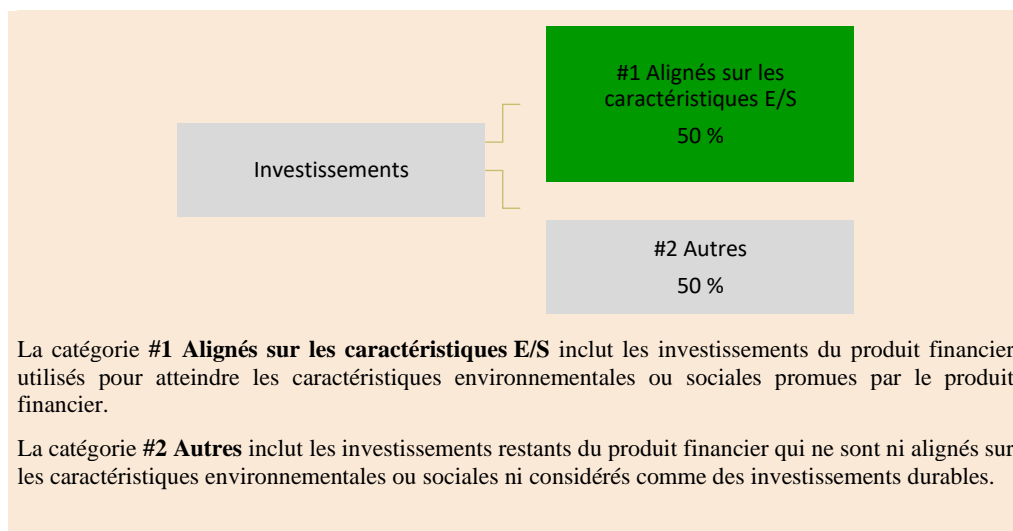 #1 Alignés sur les
caractéristiques E/S
50 %
Investissements
#2 Autres
50 %
La catégorie #1 Alignés sur les caractéristiques E/S inclut les investissements du produit financier
utilisés pour atteindre les caractéristiques environnementales ou sociales promues par le produit
financier.
La catégorie #2 Autres inclut les investissements restants du produit financier qui ne sont ni alignés sur
les caractéristiques environnementales ou sociales ni considérés comme des investissements durables.